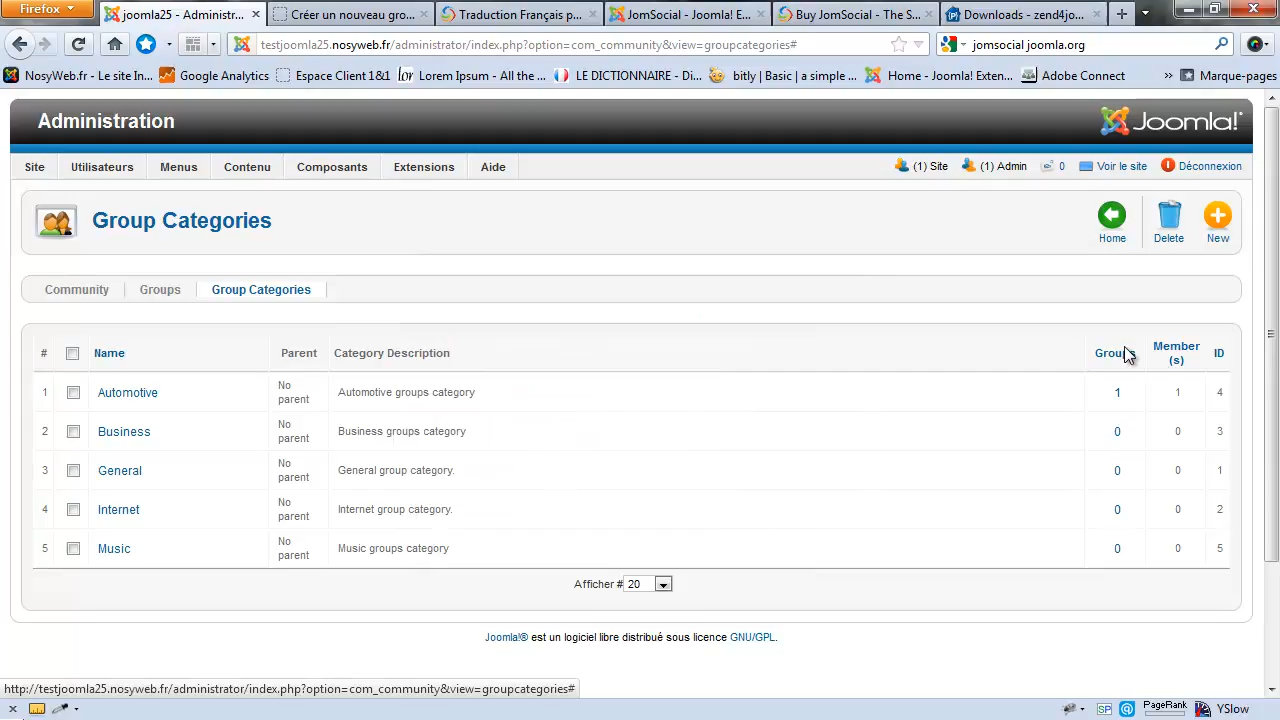 Firefox
joomla25 - Administra...
Créer un nouveau gro...
Traduction Français p...
JomSocial - Joomla! E...
Buy JomSocial - The S...
Downloads - zend4jo...
testjoomla25.nosyweb.fr/administrator/index.php?option=com_community&view=groupcategories#
jomsocial joomla.org
NosyWeb.fr - Le site In...
Google Analytics
Espace Client 1&1
Lorem Ipsum - All the ...
LE DICTIONNAIRE - Di...
bitly | Basic | a simple ...
Home - Joomla! Exten...
Adobe Connect
»
Marque-pages
Administration
Joomla!
Site Utilisateurs Menus Contenu Composants Extensions Aide
(1) Site (1) Admin 0 Voir le site Déconnexion
Group Categories
Home Delete New
Community Groups Group Categories
# Name Parent Category Description Groups Member (s) ID
1 Automotive No parent Automotive groups category 1 1 4
2 Business No parent Business groups category 0 0 3
3 General No parent General group category. 0 0 1
4 Internet No parent Internet group category. 0 0 2
5 Music No parent Music groups category 0 0 5
Afficher # 20
Joomla!® est un logiciel libre distribué sous licence GNU/GPL.
http://testjoomla25.nosyweb.fr/administrator/index.php?option=com_community&view=groupcategories#
SP @ PageRank YSlow